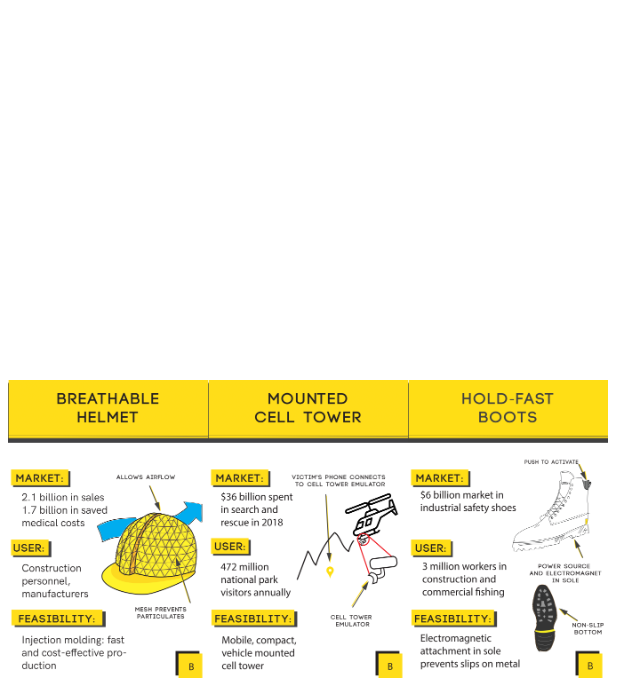 BREATHABLE
HELMET
MARKET:
ALLOWS AIRFLOW
2.1 billion in sales
1.7 billion in saved
medical costs
USER:
Construction
personnel,
manufacturers
MESH PREVENTS
PARTICULATES
FEASIBILITY:
Injection molding: fast
and cost-effective pro-
duction
B
MOUNTED
CELL TOWER
MARKET:
VICTIM'S PHONE CONNECTS
TO CELL TOWER EMULATOR
$36 billion spent
in search and
rescue in 2018
USER:
472 million
national park
visitors annually
CELL TOWER
EMULATOR
FEASIBILITY:
Mobile, compact,
vehicle mounted
cell tower
B
HOLD-FAST
BOOTS
PUSH TO ACTIVATE
MARKET:
$6 billion market in
industrial safety shoes
USER:
3 million workers in
construction and
commercial fishing
POWER SOURCE
AND ELECTROMAGNET
IN SOLE
FEASIBILITY:
NON-SLIP
BOTTOM
Electromagnetic
attachment in sole
prevents slips on metal
B